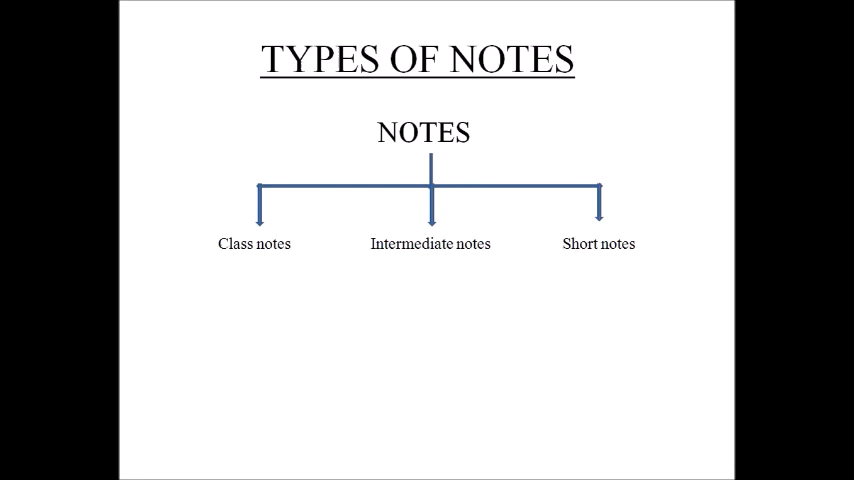 TYPES OF NOTES
NOTES
Class notes
Intermediate notes
Short notes